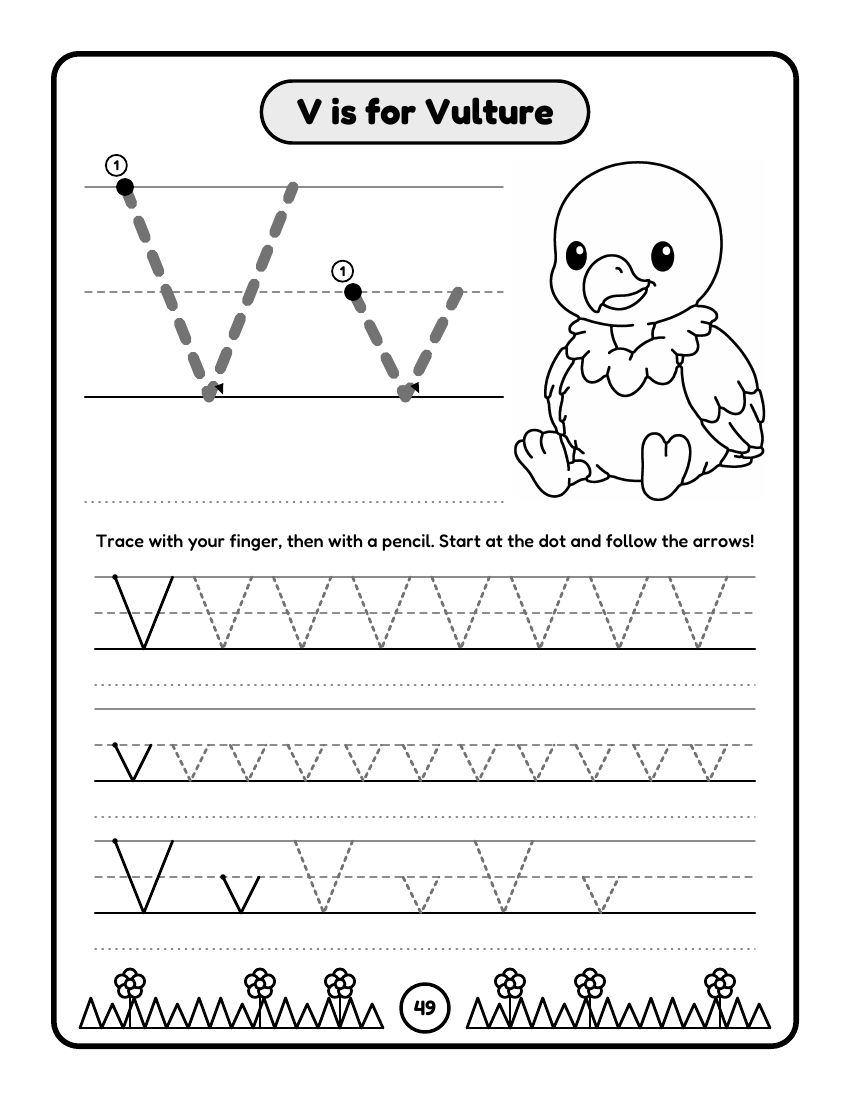 V is for Vulture
1
1
V v
Trace with your finger, then with a pencil. Start at the dot and follow the arrows!
V V V V V V V V
v v v v v v v v v v v
V v V v V v
49